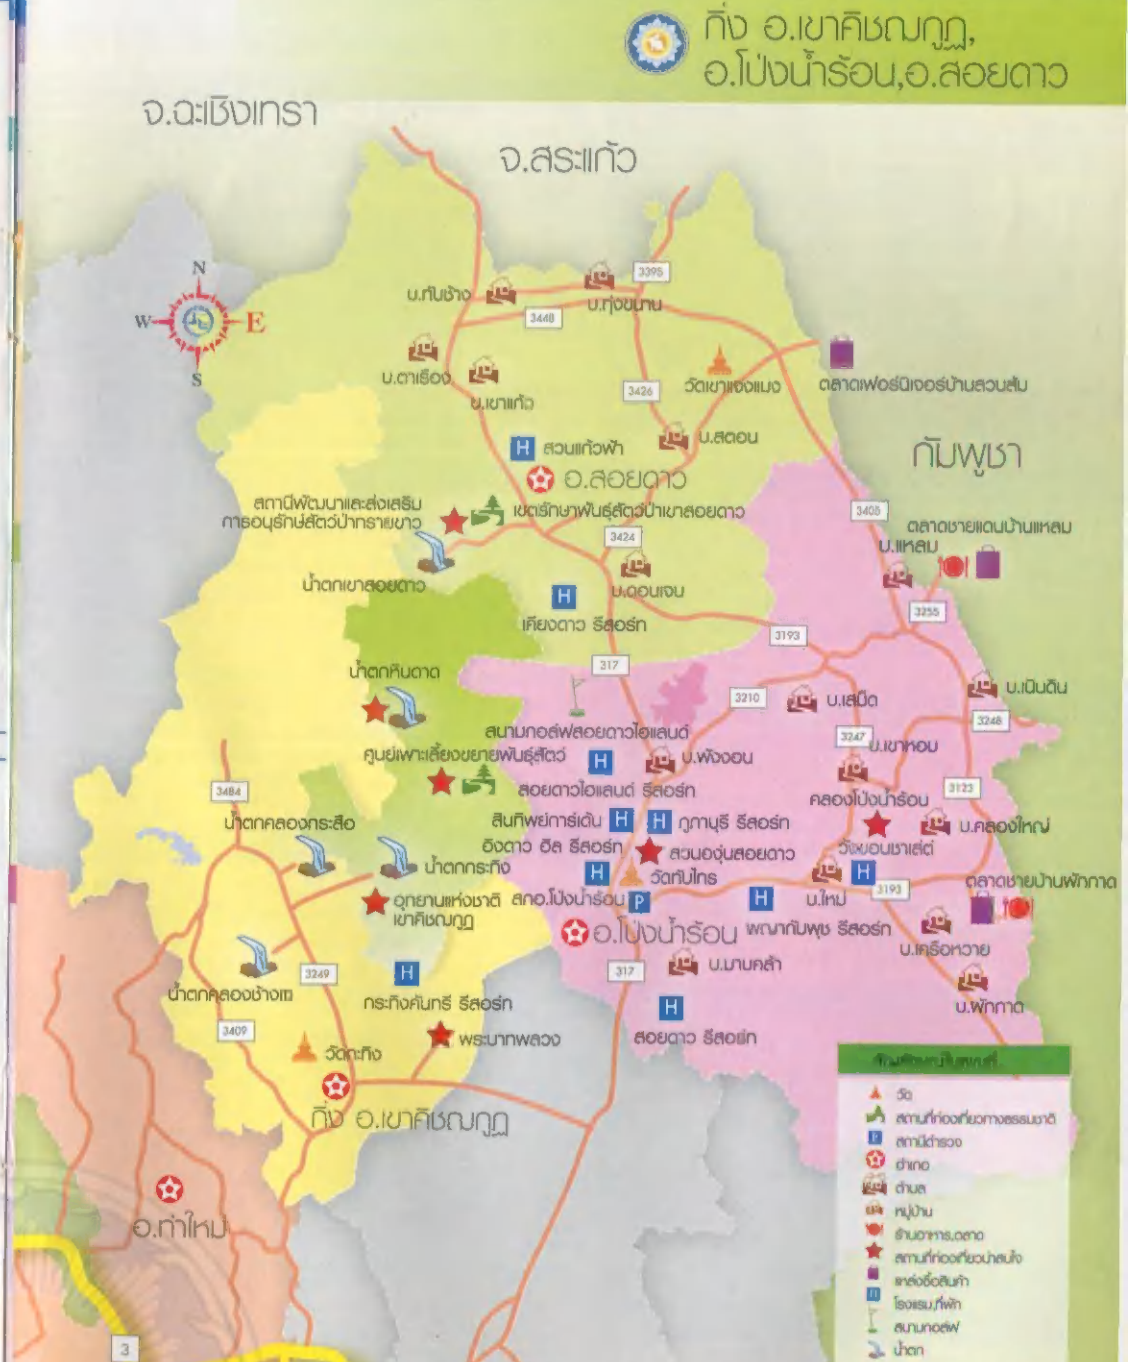 กิ่ง อ.เขาคิชฌกูฏ,
อ.โป่งน้ำร้อน,อ.สอยดาว
จ.ฉะเชิงเทรา
จ.สระแก้ว
N
W
E
S
3395
บ.ทับช้าง
บ.ทุ่งขนาน
3448
บ.ตาเรือง
บ.เขาแก้ว
3426
วัดเขาแจงแมง
ตลาดเฟอร์นิเจอร์บ้านสวนส้ม
H สวนแก้วฟ้า
บ.สตอน
กัมพูชา
อ.สอยดาว
สถานีพัฒนาและส่งเสริม
การอนุรักษ์สัตว์ป่าทรายขาว
เขตรักษาพันธุ์สัตว์ป่าเขาสอยดาว
3405
ตลาดชายแดนบ้านแหลม
บ.แหลม
3424
น้ำตกเขาสอยดาว
บ.ดอนเจน
H
เคียงดาว รีสอร์ท
3255
3193
317
น้ำตกหินดาด
3210
บ.เสม็ด
บ.เนินดิน
3248
สนามกอล์ฟสอยดาวไฮแลนด์
3247
บ.เขาหอม
ศูนย์เพาะเลี้ยงขยายพันธุ์สัตว์
H
บ.พังงอน
สอยดาวไฮแลนด์ รีสอร์ท
3484
คลองโป่งน้ำร้อน
3123
น้ำตกคลองกระสือ
สินทิพย์การ์เด้น H
H ภูกาบุรี รีสอร์ท
บ.คลองใหญ่
อิงดาว ฮิล รีสอร์ท
สวนองุ่นสอยดาว
วังขอนชาเล่ต์
น้ำตกกระทิง
H
วัดทับไทร
H
3193
ตลาดชายบ้านผักกาด
อุทยานแห่งชาติ
เขาคิชฌกูฏ
สภอ.โป่งน้ำร้อน P
H
บ.ใหม่
อ.โป่งน้ำร้อน
พญากัมพุช รีสอร์ท
บ.เครือหวาย
น้ำตกคลองช้างเซ
3249
H
317
บ.มาบคล้า
กระทิงคันทรี รีสอร์ท
H
สอยดาว รีสอร์ท
บ.ผักกาด
3409
วัดกะทิง
พระบาทพลวง
กิ่ง อ.เขาคิชฌกูฏ
อ.ท่าใหม่
3
สัญลักษณ์ในแผนที่
วัด
สถานที่ท่องเที่ยวทางธรรมชาติ
P สถานีตำรวจ
อำเภอ
ตำบล
หมู่บ้าน
ร้านอาหาร,ตลาด
สถานที่ท่องเที่ยวน่าสนใจ
แหล่งซื้อสินค้า
H โรงแรม,ที่พัก
สนามกอล์ฟ
น้ำตก